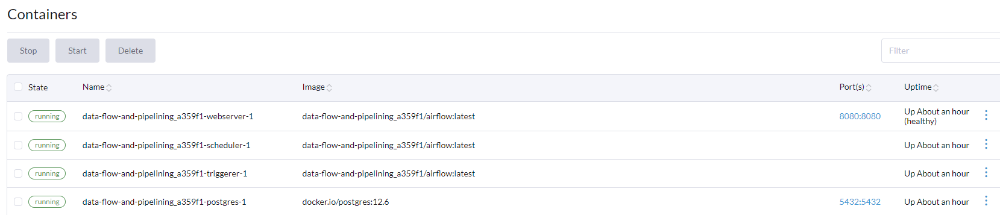 Containers
Stop Start Delete Filter
State Name Image Port(s) Uptime
running data-flow-and-pipelining_a359f1-webserver-1 data-flow-and-pipelining_a359f1/airflow:latest 8080:8080 Up About an hour
(healthy)
running data-flow-and-pipelining_a359f1-scheduler-1 data-flow-and-pipelining_a359f1/airflow:latest Up About an hour
running data-flow-and-pipelining_a359f1-triggerer-1 data-flow-and-pipelining_a359f1/airflow:latest Up About an hour
running data-flow-and-pipelining_a359f1-postgres-1 docker.io/postgres:12.6 5432:5432 Up About an hour